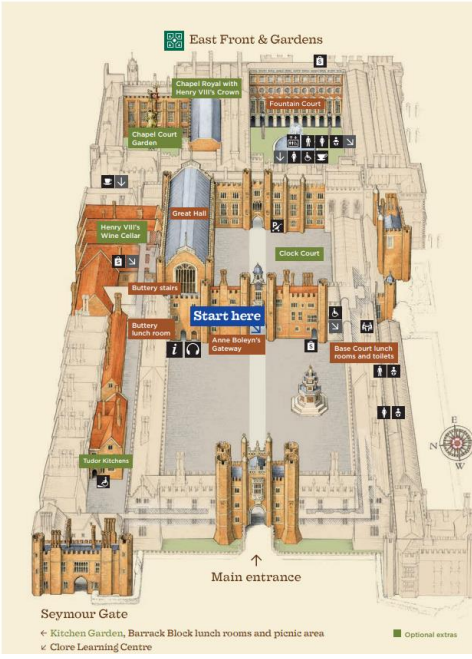 East Front & Gardens
Chapel Royal with
Henry VIII's Crown
Fountain Court
Chapel Court
Garden
Great Hall
Henry VIII's
Wine Cellar
Clock Court
Buttery stairs
Start here
Buttery
lunch room
Anne Boleyn's
Gateway
Base Court lunch
rooms and toilets
i
E
N
S
W
Tudor Kitchens
Main entrance
Seymour Gate
← Kitchen Garden, Barrack Block lunch rooms and picnic area
↙ Clore Learning Centre
Optional extras